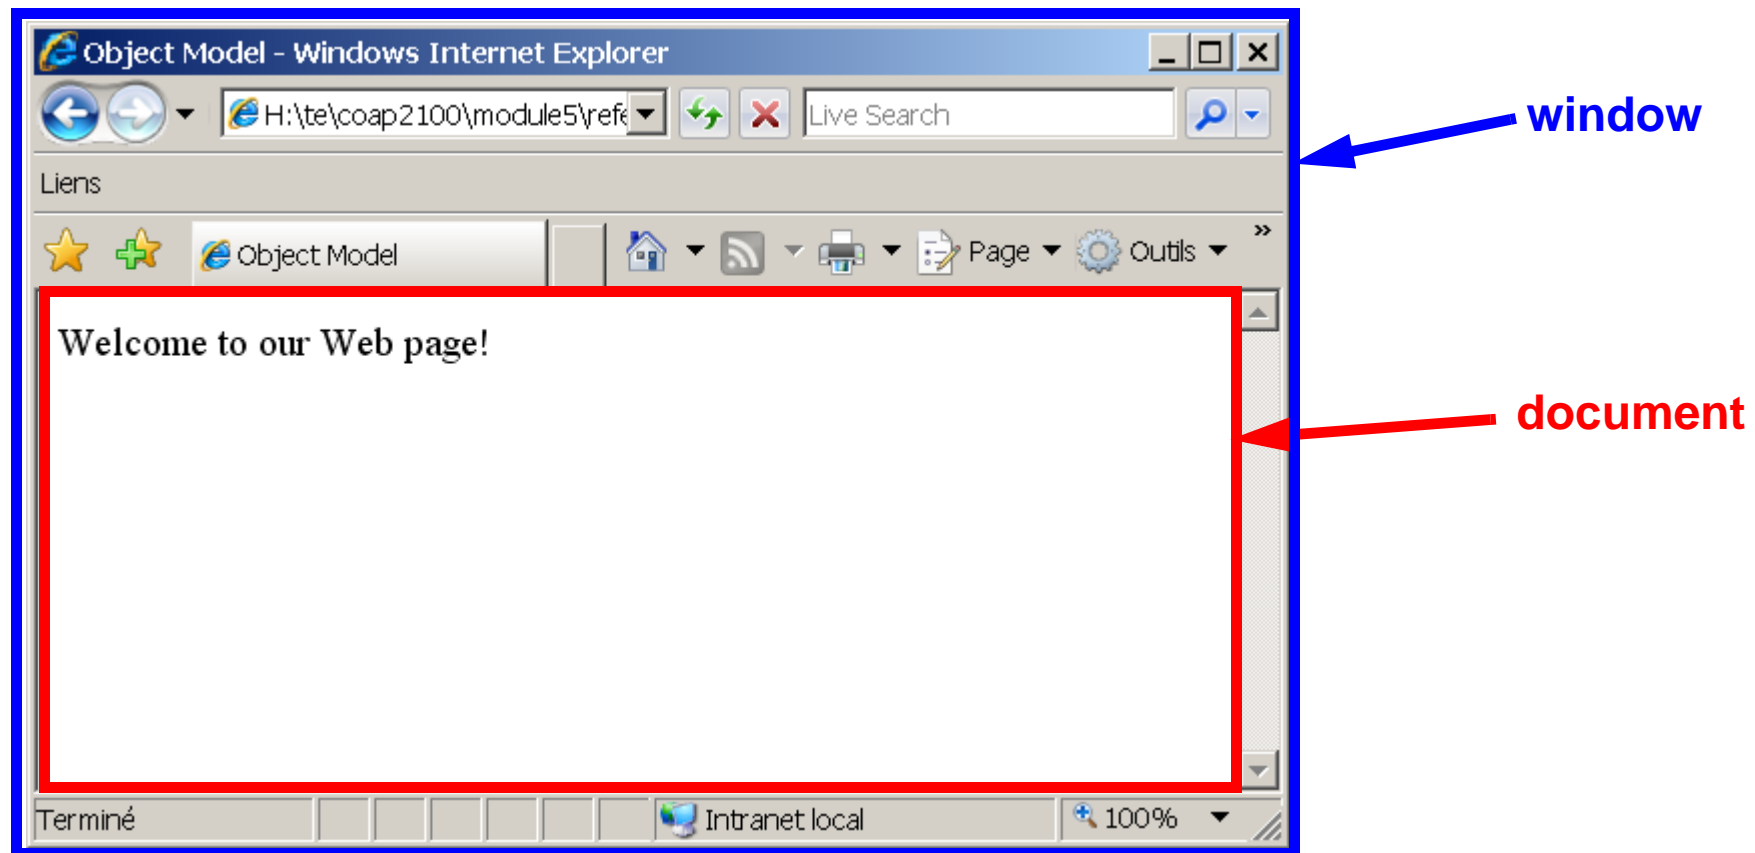 Object Model - Windows Internet Explorer
H:\te\coap2100\module5\refe
Live Search
window
Liens
Object Model
Page
Outils
»
Welcome to our Web page!
document
Terminé
Intranet local
100%